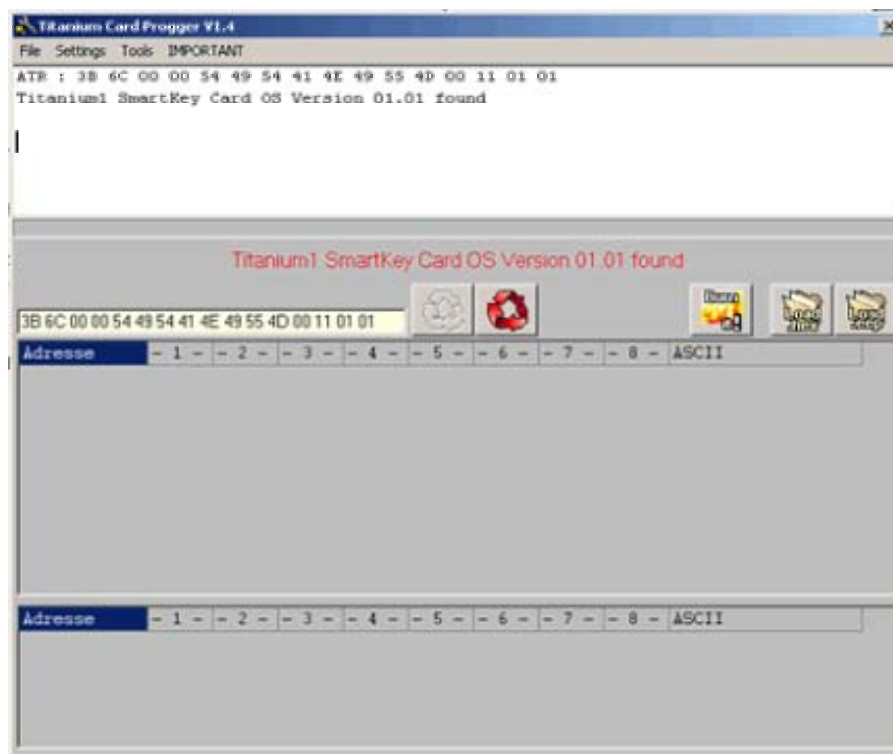 Titanium Card Progger V1.4
File Settings Tools IMPORTANT
ATR : 3B 6C 00 00 54 49 54 41 4E 49 55 4D 00 11 01 01
Titanium1 SmartKey Card OS Version 01.01 found
Titanium1 SmartKey Card OS Version 01.01 found
3B 6C 00 00 54 49 54 41 4E 49 55 4D 00 11 01 01
Burn Load Load
Adresse - 1 - - 2 - - 3 - - 4 - - 5 - - 6 - - 7 - - 8 - ASCII
Adresse - 1 - - 2 - - 3 - - 4 - - 5 - - 6 - - 7 - - 8 - ASCII